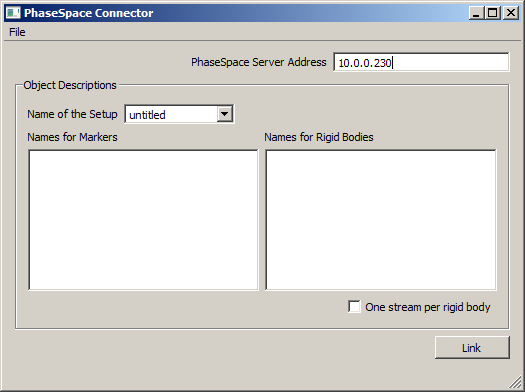 PhaseSpace Connector
File
PhaseSpace Server Address 10.0.0.230
Object Descriptions
Name of the Setup untitled
Names for Markers Names for Rigid Bodies
One stream per rigid body
Link